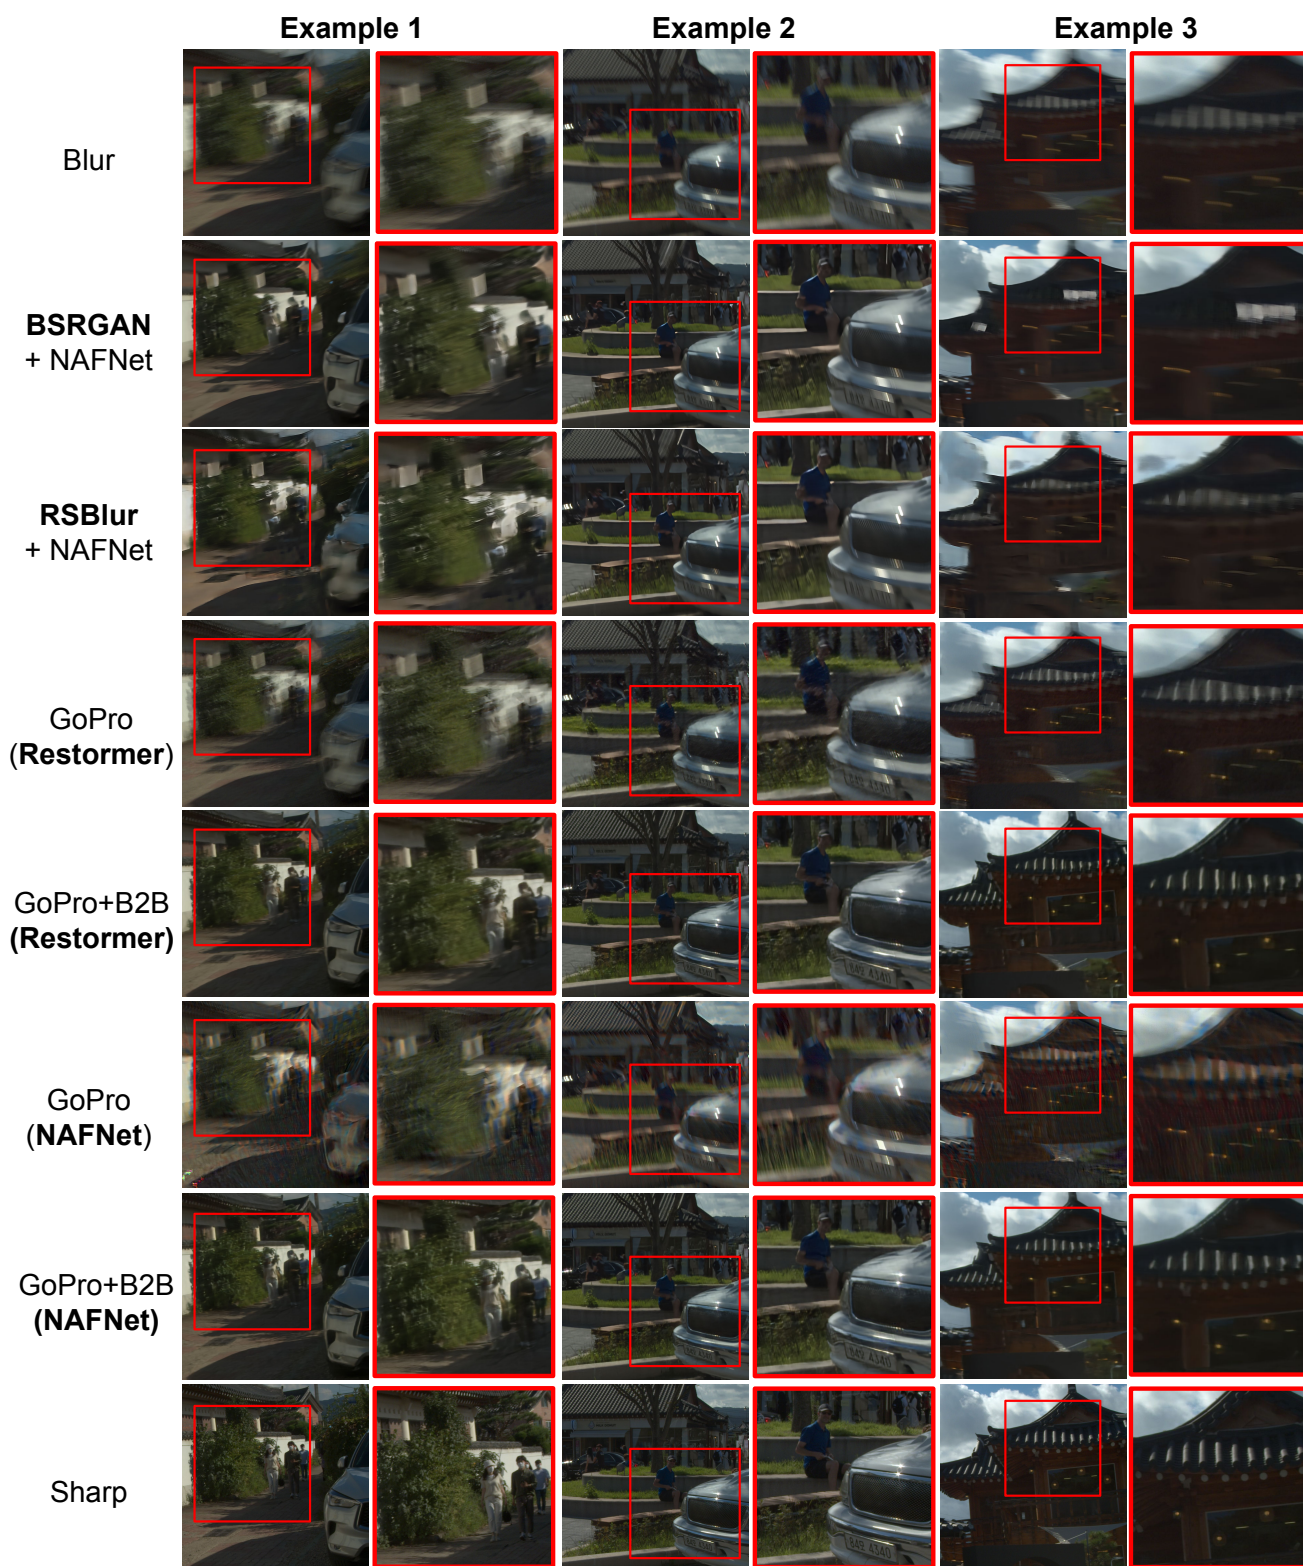 Example 1 Example 2 Example 3
Blur
BSRGAN
+ NAFNet
RSBlur
+ NAFNet
GoPro
(Restormer)
GoPro+B2B
(Restormer)
GoPro
(NAFNet)
GoPro+B2B
(NAFNet)
Sharp